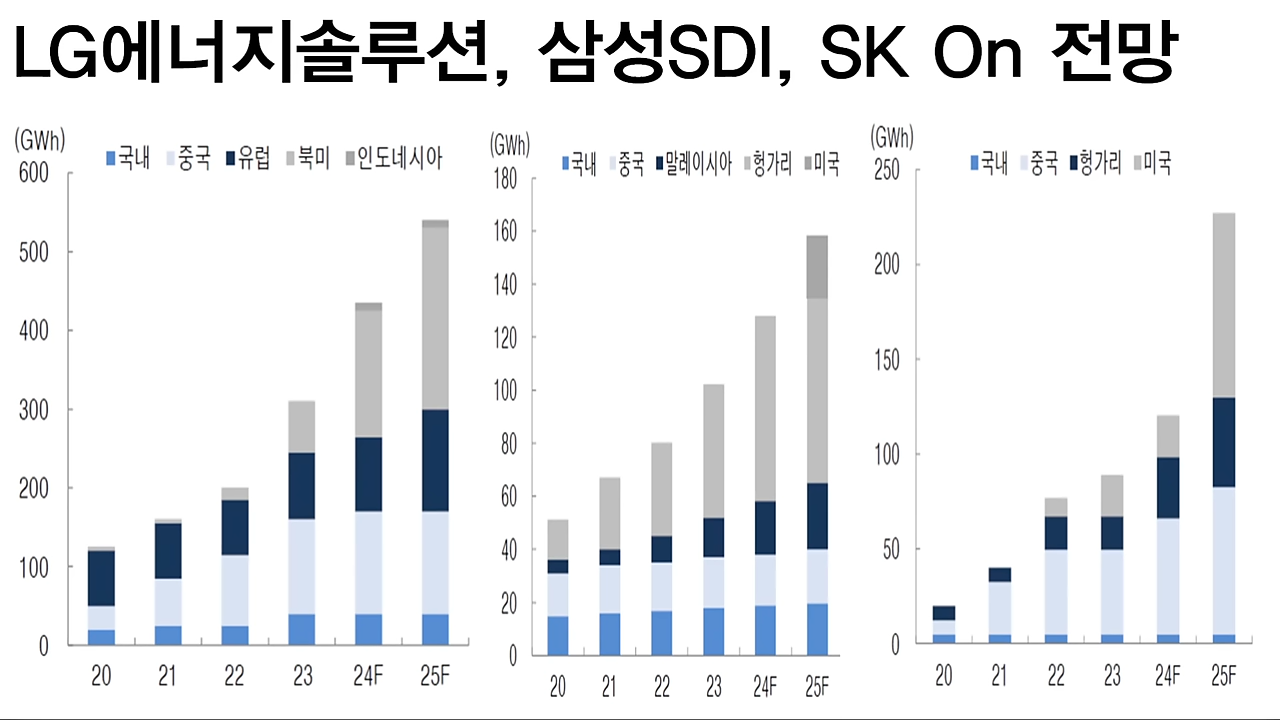 LG에너지솔루션, 삼성SDI, SK On 전망
(GWh)
국내 중국 유럽 북미 인도네시아
600
500
400
300
200
100
0
20 21 22 23 24F 25F
(GWh)
국내 중국 말레이시아 헝가리 미국
180
160
140
120
100
80
60
40
20
0
20 21 22 23 24F 25F
(GWh)
국내 중국 헝가리 미국
250
200
150
100
50
0
20 21 22 23 24F 25F